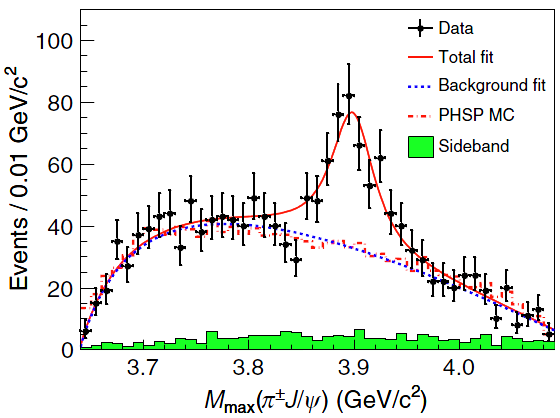 Data
Total fit
Background fit
PHSP MC
Sideband
Events / 0.01 GeV/c²
100
80
60
40
20
0
3.7
3.8
3.9
4.0
M_max(π±J/ψ) (GeV/c²)